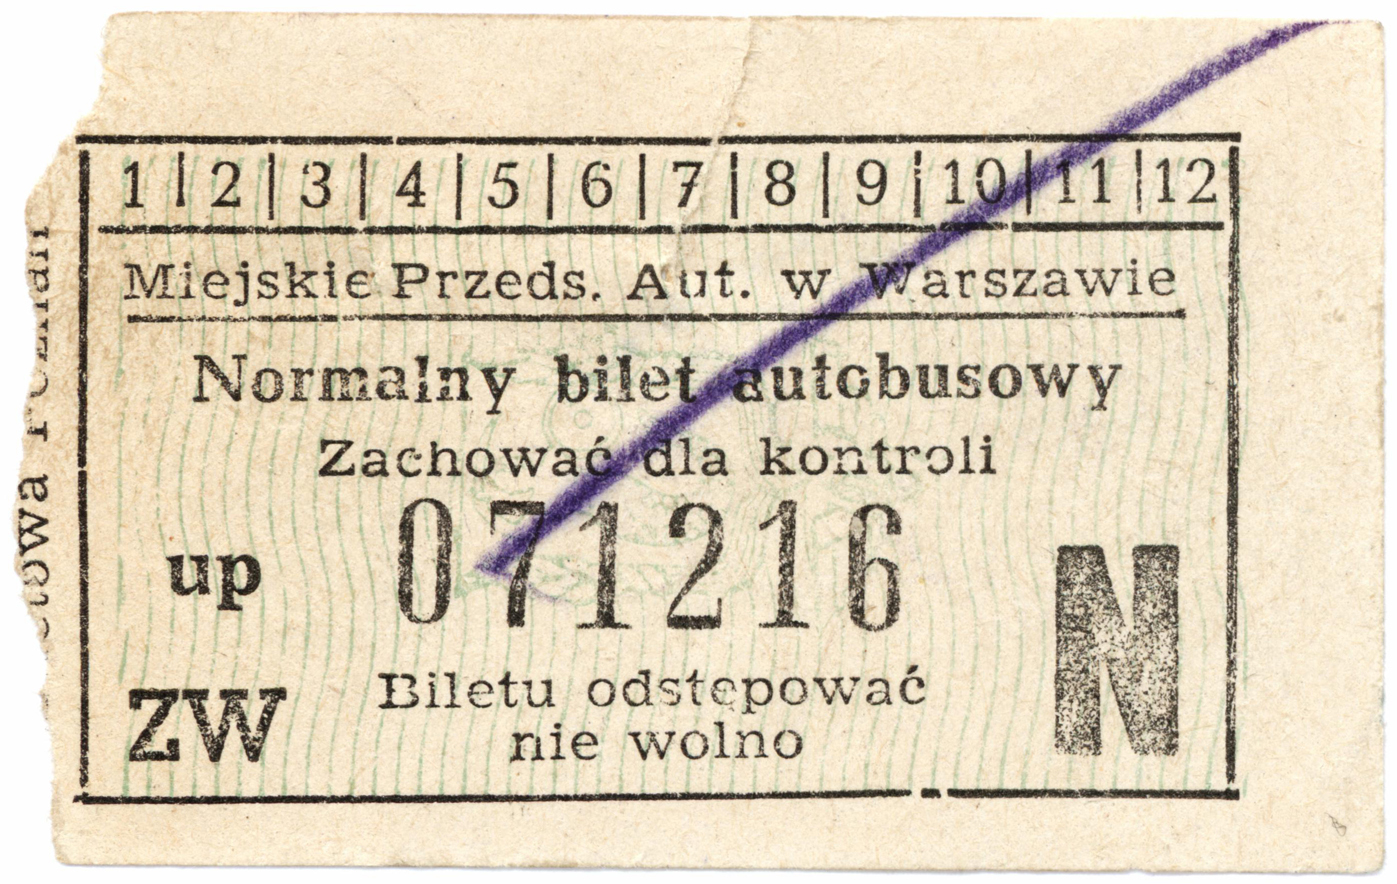 1 | 2 | 3 | 4 | 5 | 6 | 7 | 8 | 9 | 10 | 11 | 12
Miejskie Przeds. Aut. w Warszawie
Normalny bilet autobusowy
Zachować dla kontroli
071216
up
N
ZW
Biletu odstępować
nie wolno